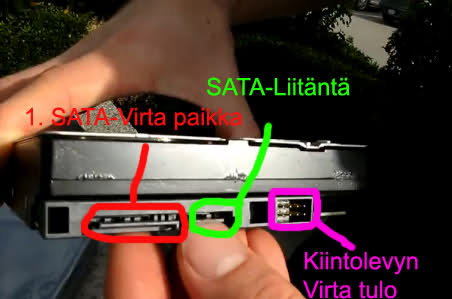 SATA-Liitäntä
1. SATA-Virta paikka
Kiintolevyn
Virta tulo